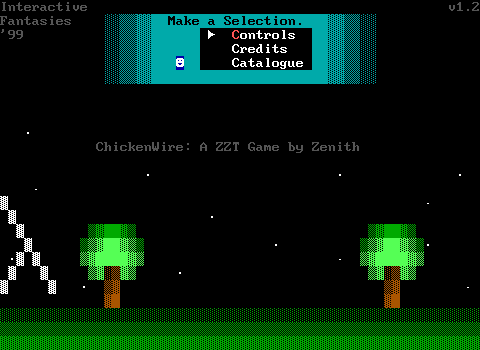 Interactive
Fantasies
'99
v1.2
Make a Selection.
Controls
Credits
Catalogue
ChickenWire: A ZZT Game by Zenith